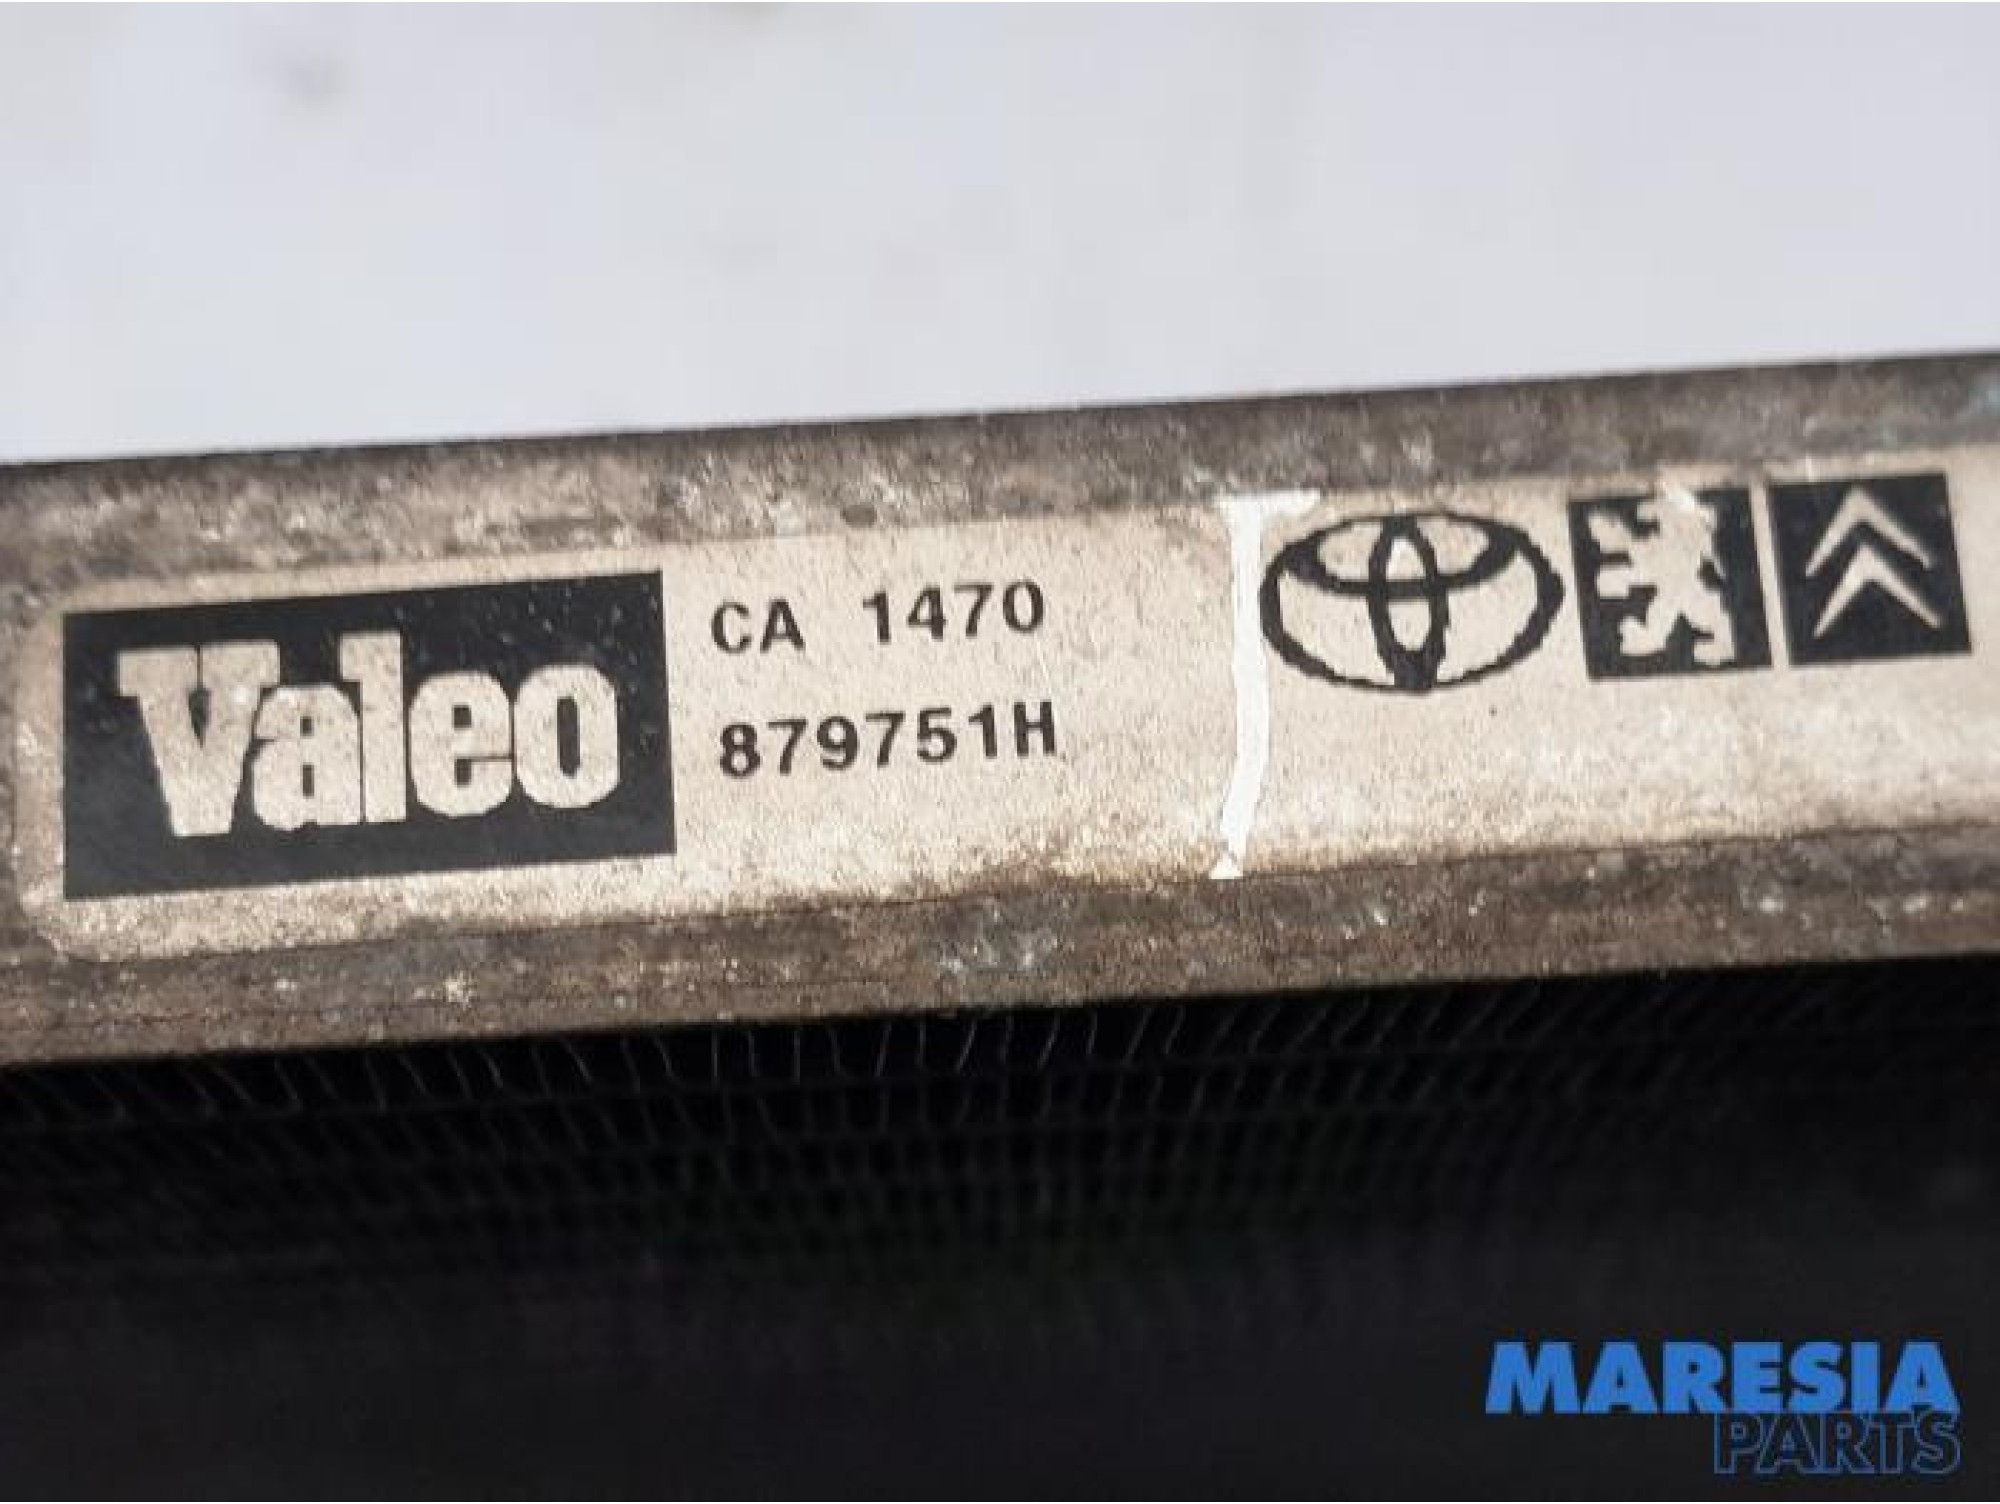 Valeo
CA 1470
879751H
MARESIA
PARTS